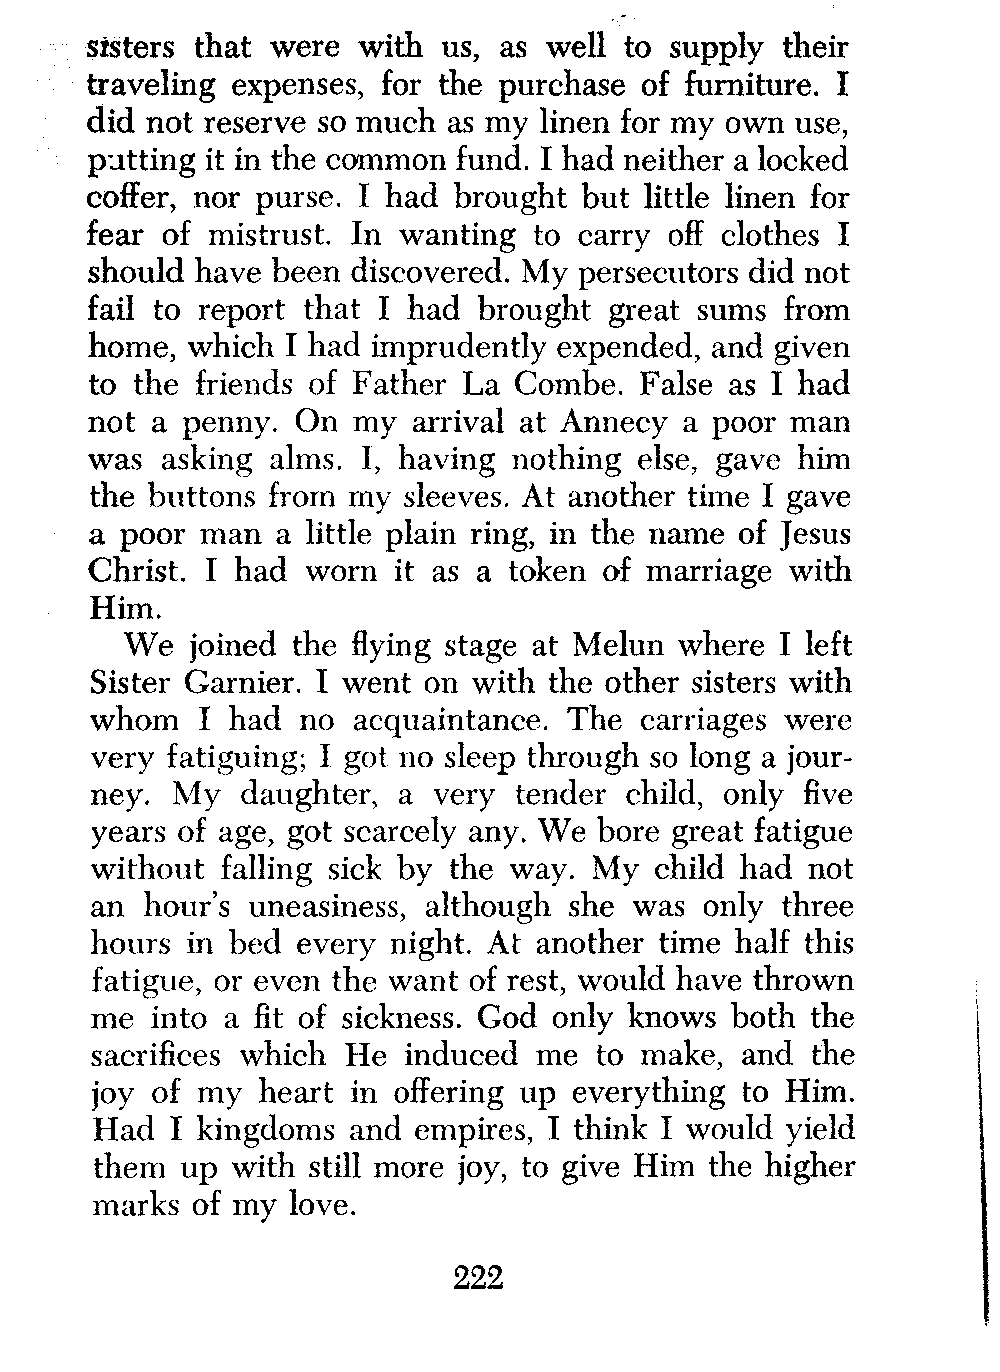 sisters that were with us, as well to supply their
traveling expenses, for the purchase of furniture. I
did not reserve so much as my linen for my own use,
putting it in the common fund. I had neither a locked
coffer, nor purse. I had brought but little linen for
fear of mistrust. In wanting to carry off clothes I
should have been discovered. My persecutors did not
fail to report that I had brought great sums from
home, which I had imprudently expended, and given
to the friends of Father La Combe. False as I had
not a penny. On my arrival at Annecy a poor man
was asking alms. I, having nothing else, gave him
the buttons from my sleeves. At another time I gave
a poor man a little plain ring, in the name of Jesus
Christ. I had worn it as a token of marriage with
Him.
We joined the flying stage at Melun where I left
Sister Garnier. I went on with the other sisters with
whom I had no acquaintance. The carriages were
very fatiguing; I got no sleep through so long a jour-
ney. My daughter, a very tender child, only five
years of age, got scarcely any. We bore great fatigue
without falling sick by the way. My child had not
an hour's uneasiness, although she was only three
hours in bed every night. At another time half this
fatigue, or even the want of rest, would have thrown
me into a fit of sickness. God only knows both the
sacrifices which He induced me to make, and the
joy of my heart in offering up everything to Him.
Had I kingdoms and empires, I think I would yield
them up with still more joy, to give Him the higher
marks of my love.
222